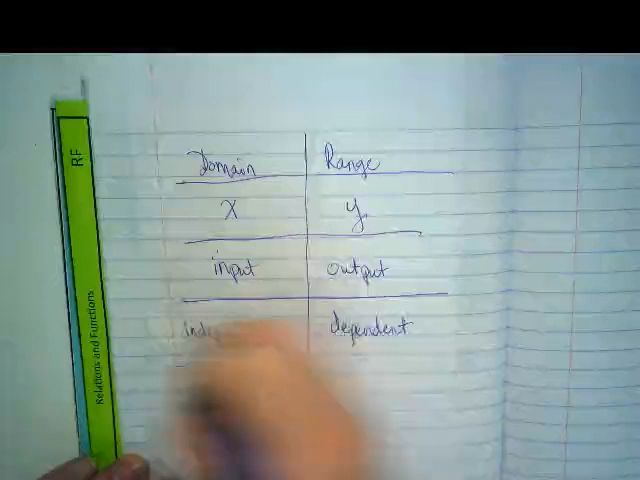 RF
Relations and Functions
Domain Range
x y
input output
dependent